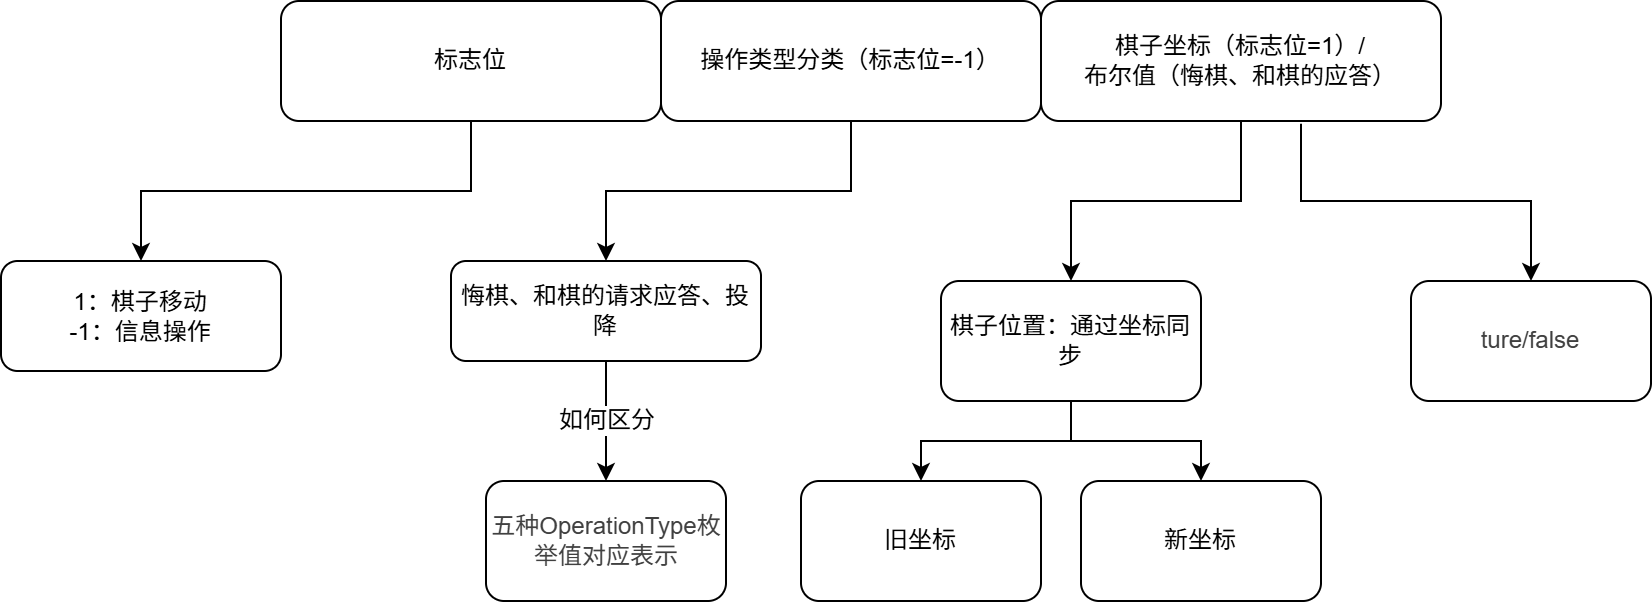 标志位
操作类型分类（标志位=-1）
棋子坐标（标志位=1）/
布尔值（悔棋、和棋的应答）
1：棋子移动
-1：信息操作
悔棋、和棋的请求应答、投
降
棋子位置：通过坐标同
步
ture/false
如何区分
五种OperationType枚
举值对应表示
旧坐标
新坐标